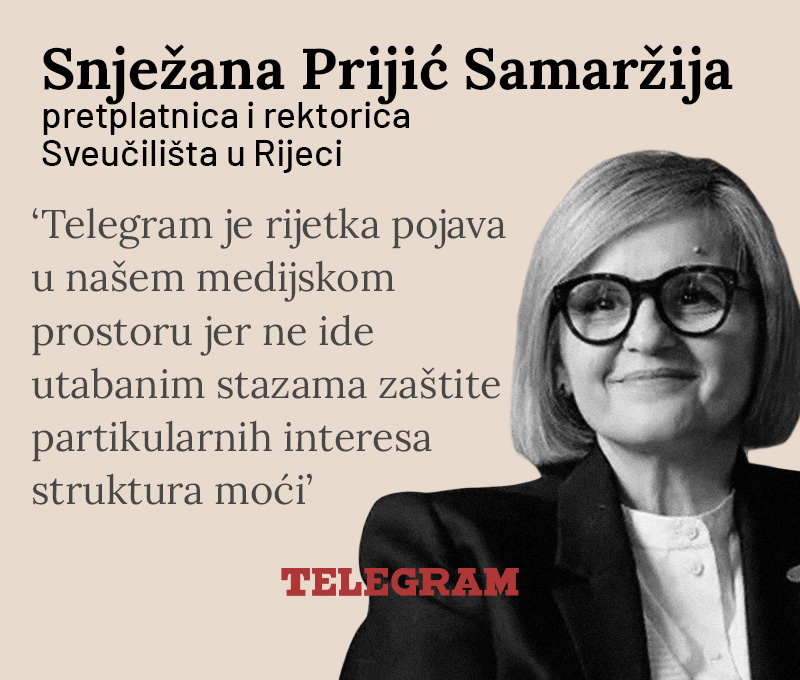 Snježana Prijić Samaržija
pretplatnica i rektorica
Sveučilišta u Rijeci
‘Telegram je rijetka pojava
u našem medijskom
prostoru jer ne ide
utabanim stazama zaštite
partikularnih interesa
struktura moći’
TELEGRAM